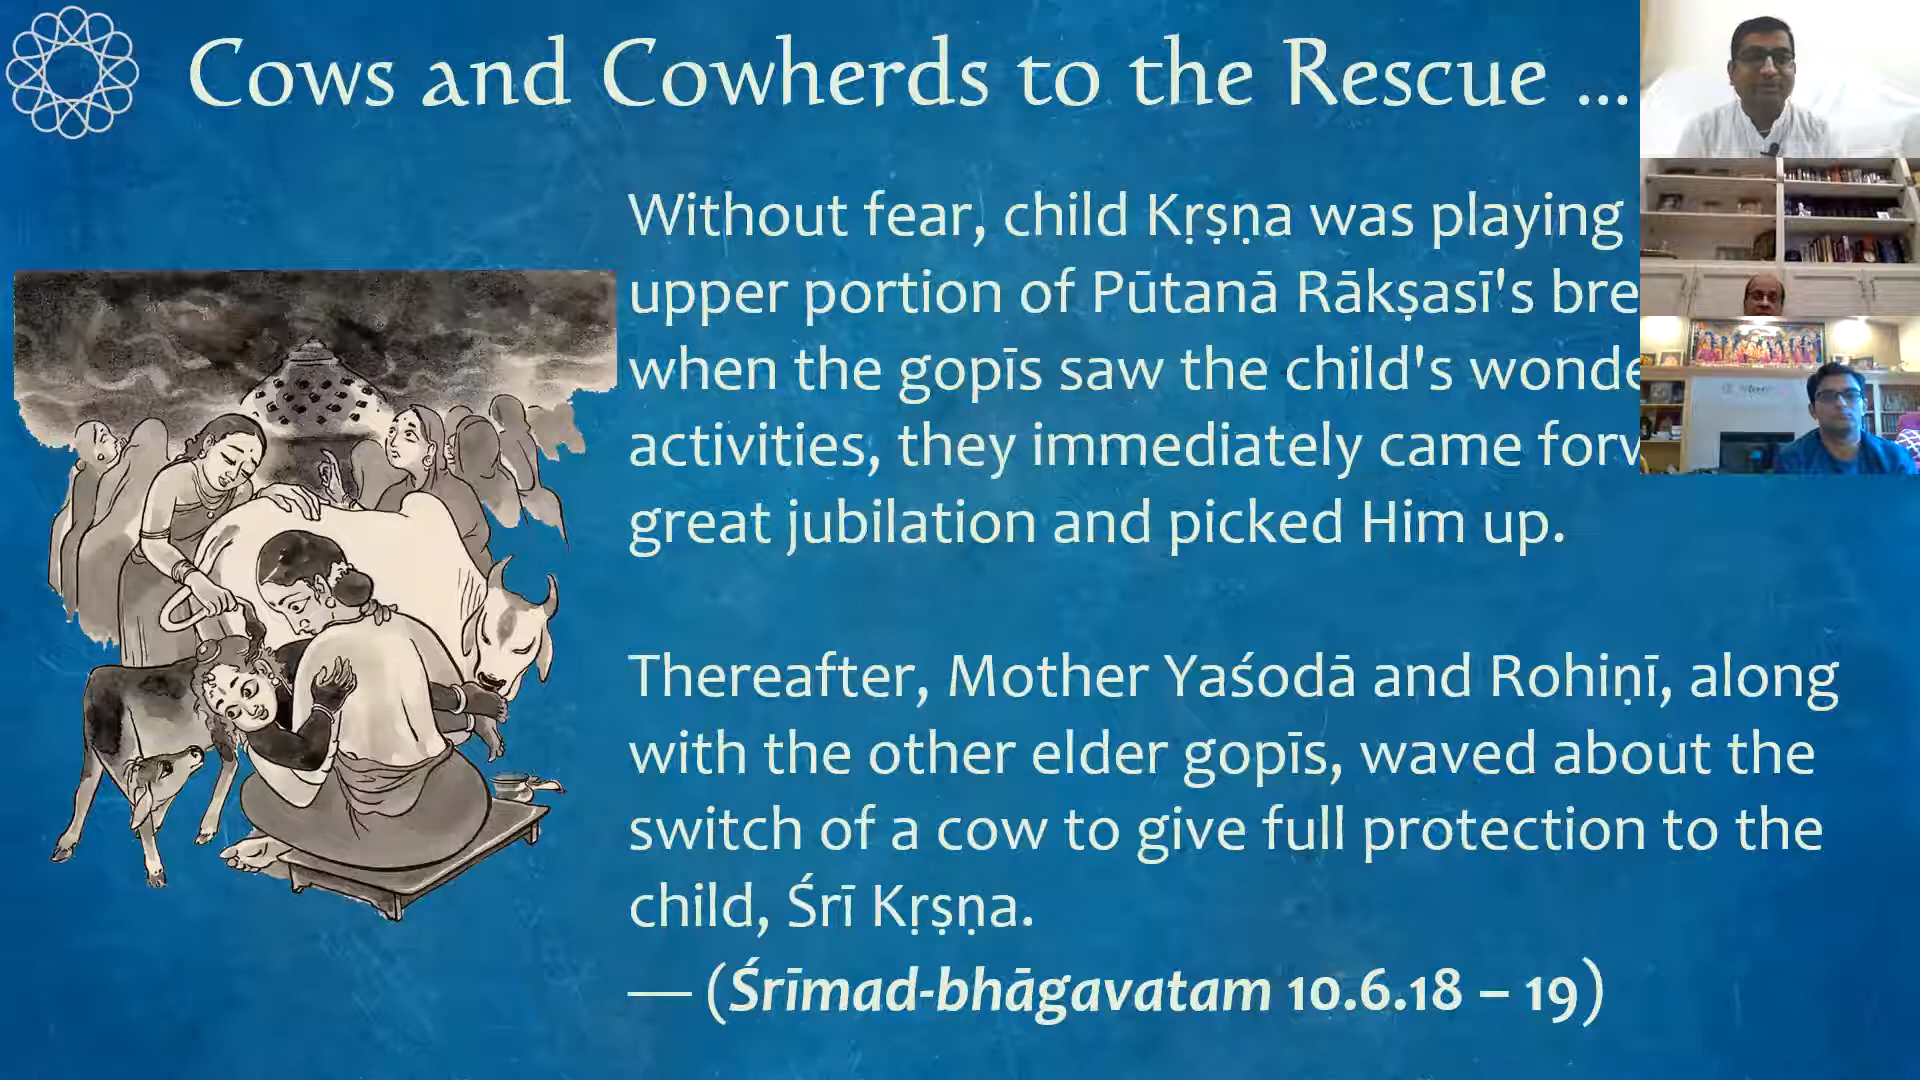 Cows and Cowherds to the Rescue ...
Without fear, child Kṛṣṇa was playing
upper portion of Pūtanā Rākṣasī's
when the gopīs saw the child's
activities, they immediately came
great jubilation and picked Him up.
Thereafter, Mother Yaśodā and Rohiṇī, along
with the other elder gopīs, waved about the
switch of a cow to give full protection to the
child, Śrī Kṛṣṇa.
— (Śrīmad-bhāgavatam 10.6.18 – 19)